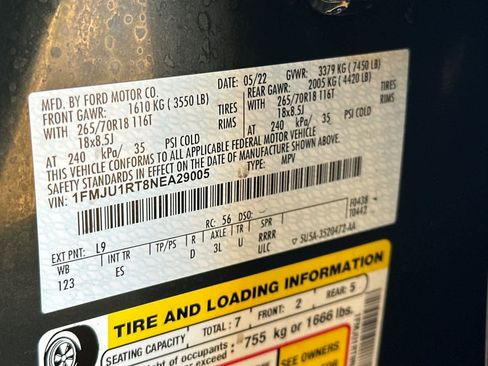 MFD. BY FORD MOTOR CO.
DATE: 05/22 GVWR: 3379 KG ( 7450 LB)
FRONT GAWR: 1610 KG ( 3550 LB) REAR GAWR: 2005 KG ( 4420 LB)
WITH 265/70R18 116T TIRES WITH 265/70R18 116T TIRES
18x8.5J RIMS 18x8.5J RIMS
AT 240 kPa/ 35 PSI COLD AT 240 kPa/ 35 PSI COLD
THIS VEHICLE CONFORMS TO ALL APPLICABLE FEDERAL MOTOR VEHICLE
SAFETY STANDARDS IN EFFECT ON THE DATE OF MANUFACTURE SHOWN ABOVE.
VIN: 1FMJU1RT8NEA29005 TYPE: MPV
F0438
T0442
EXT PNT: L9 RC: 56 DSO:
WB INT TR TP/PS R AXLE TR
123 ES D 3L U RRRR
ULC ▽ SU5A-3520472-AA
TIRE AND LOADING INFORMATION
SEATING CAPACITY TOTAL: 7 FRONT: 2 REAR: 5
of occupants 755 kg or 1666 lbs.
SEE OWNERS